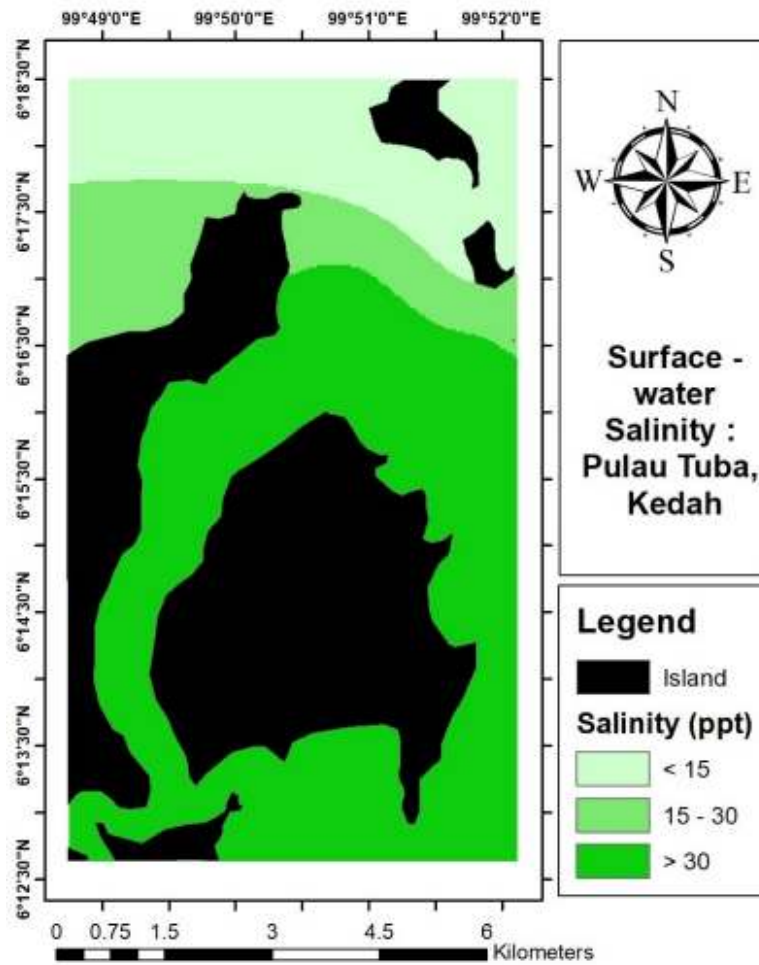 99°49'0"E 99°50'0"E 99°51'0"E 99°52'0"E
6°18'30"N
6°17'30"N
6°16'30"N
6°15'30"N
6°14'30"N
6°13'30"N
6°12'30"N
N
W E
S
Surface -
water
Salinity :
Pulau Tuba,
Kedah
Legend
Island
Salinity (ppt)
< 15
15 - 30
> 30
0 0.75 1.5 3 4.5 6
Kilometers